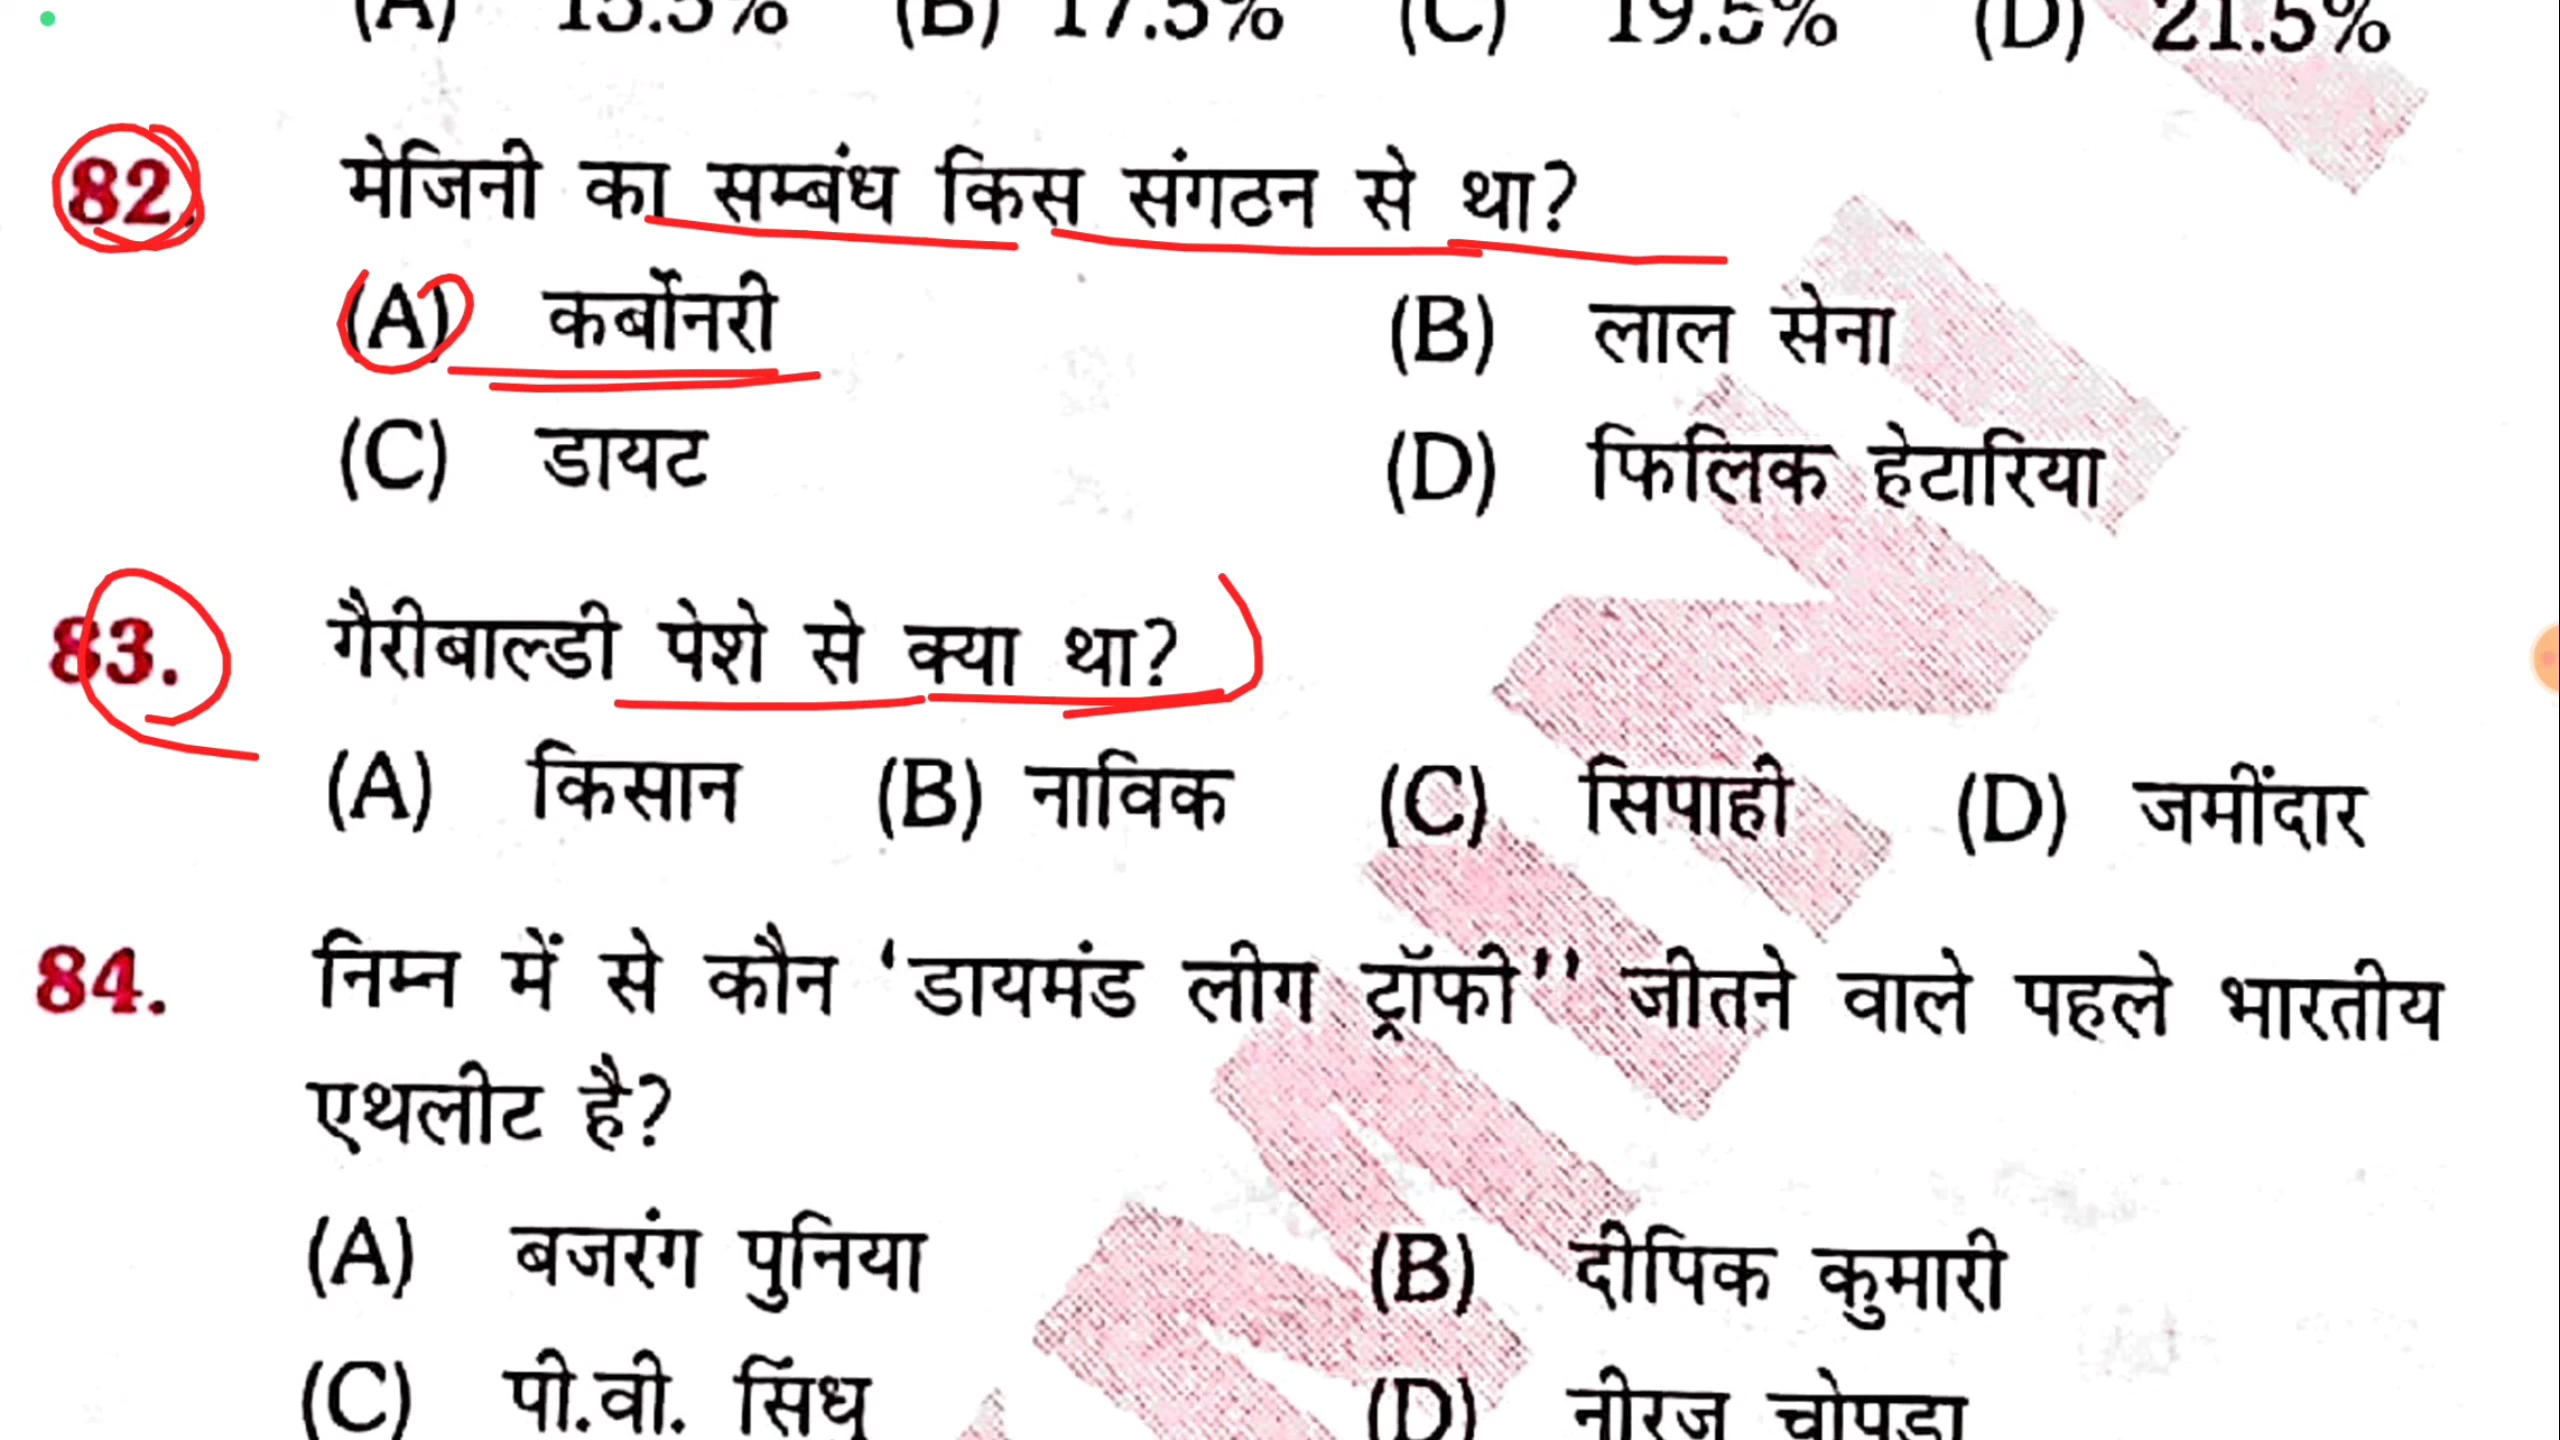 (A) 15.5% (B) 17.5% (C) 19.5% (D) 21.5%
82. मेजिनी का सम्बंध किस संगठन से था?
(A) कर्बोनरी (B) लाल सेना
(C) डायट (D) फिलिक हेटारिया
83. गैरीबाल्डी पेशे से क्या था?
(A) किसान (B) नाविक (C) सिपाही (D) जमींदार
84. निम्न में से कौन ‘डायमंड लीग ट्रॉफी’’ जीतने वाले पहले भारतीय
एथलीट है?
(A) बजरंग पुनिया (B) दीपिक कुमारी
(C) पी.वी. सिंधु (D) नीरज चोपड़ा